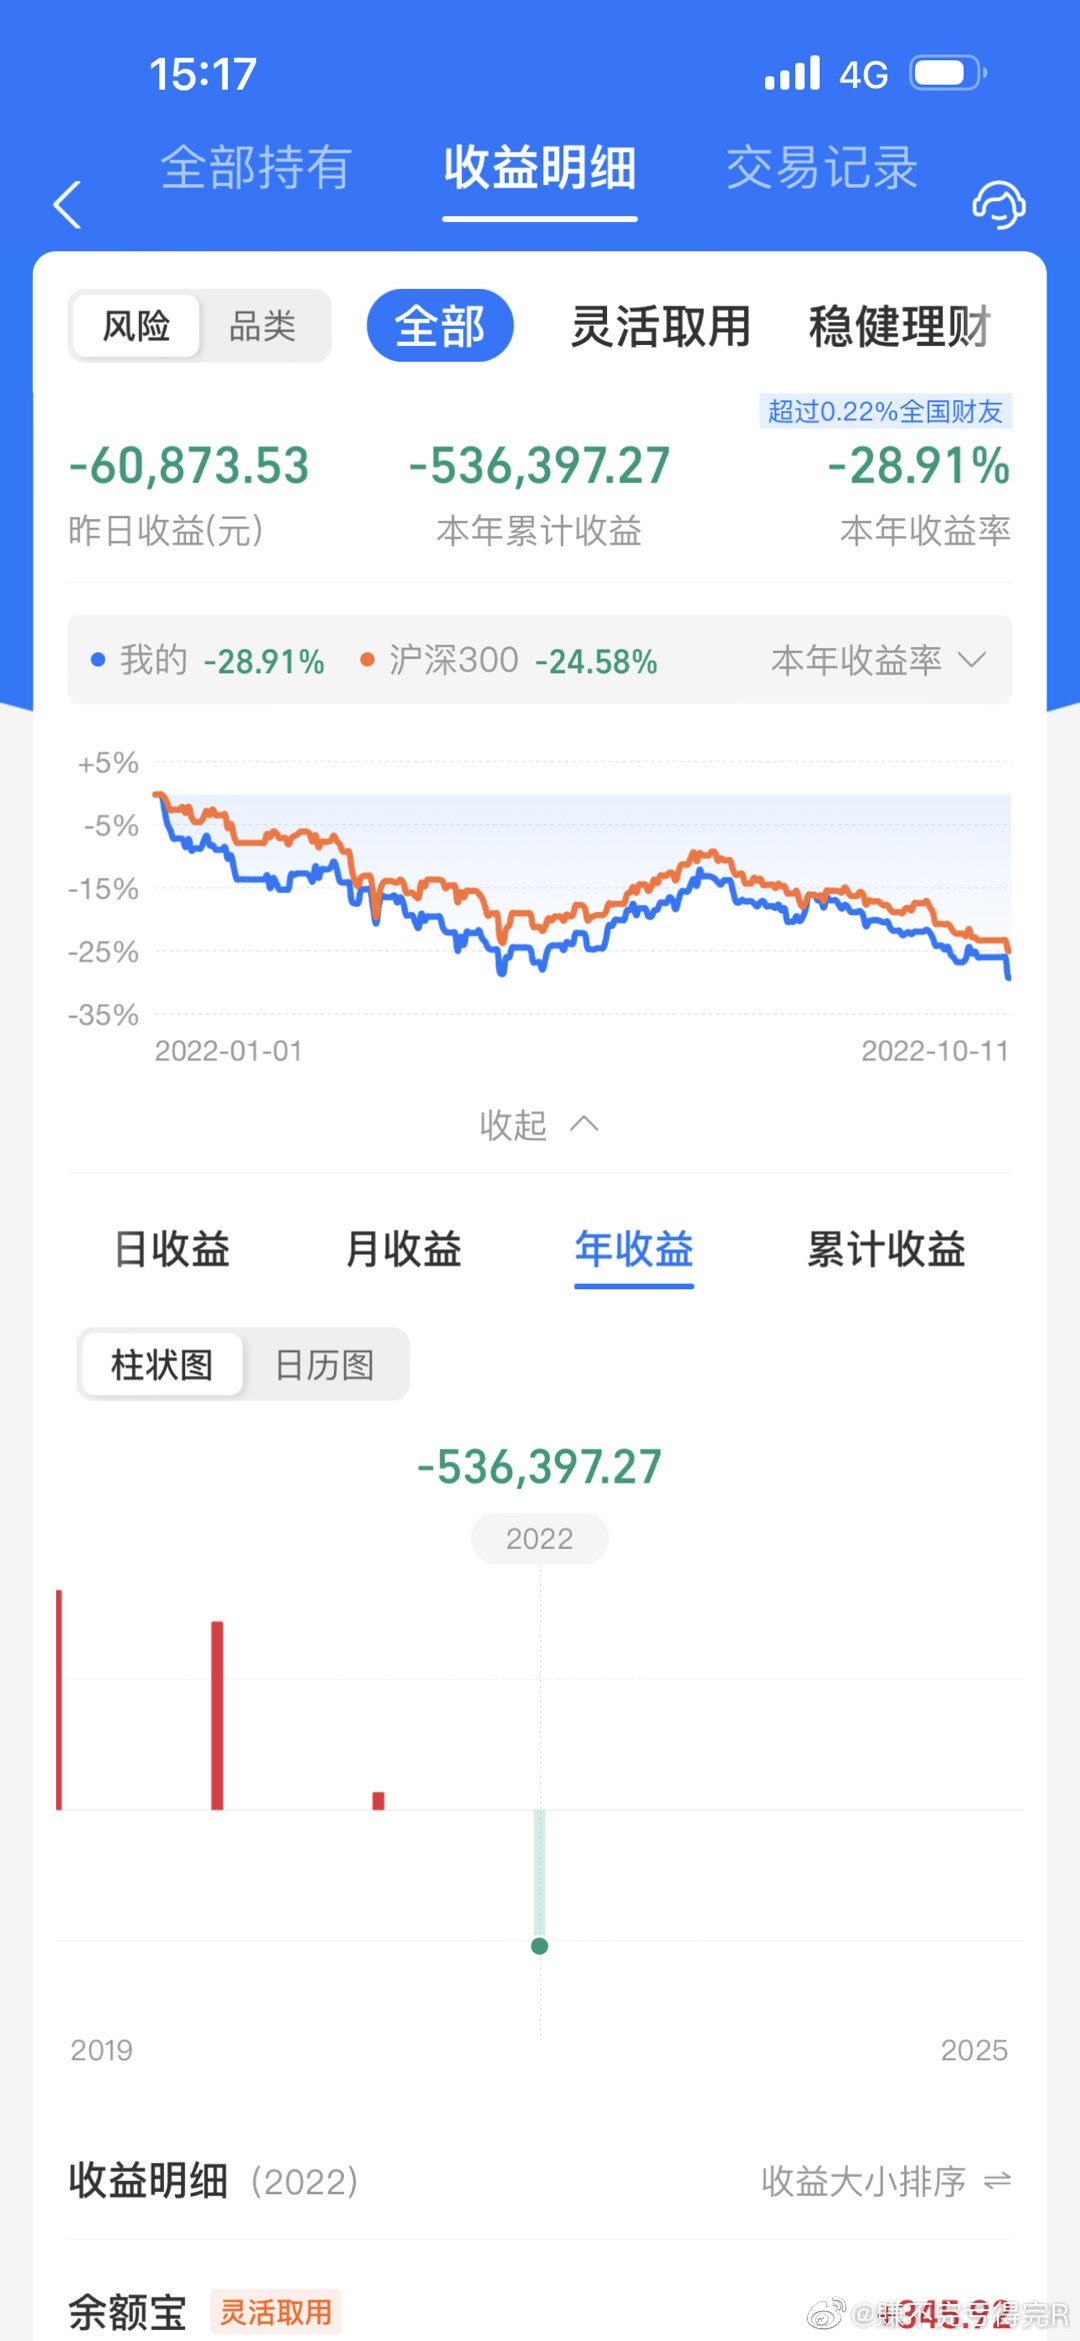 15:17 4G
全部持有 收益明细 交易记录
风险 品类 全部 灵活取用 稳健理财
超过0.22%全国财友
-60,873.53 -536,397.27 -28.91%
昨日收益(元) 本年累计收益 本年收益率
我的 -28.91% 沪深300 -24.58% 本年收益率
+5%
-5%
-15%
-25%
-35%
2022-01-01 2022-10-11
收起
日收益 月收益 年收益 累计收益
柱状图 日历图
-536,397.27
2022
2019 2025
收益明细 (2022) 收益大小排序
余额宝 灵活取用 +345.92
得完R